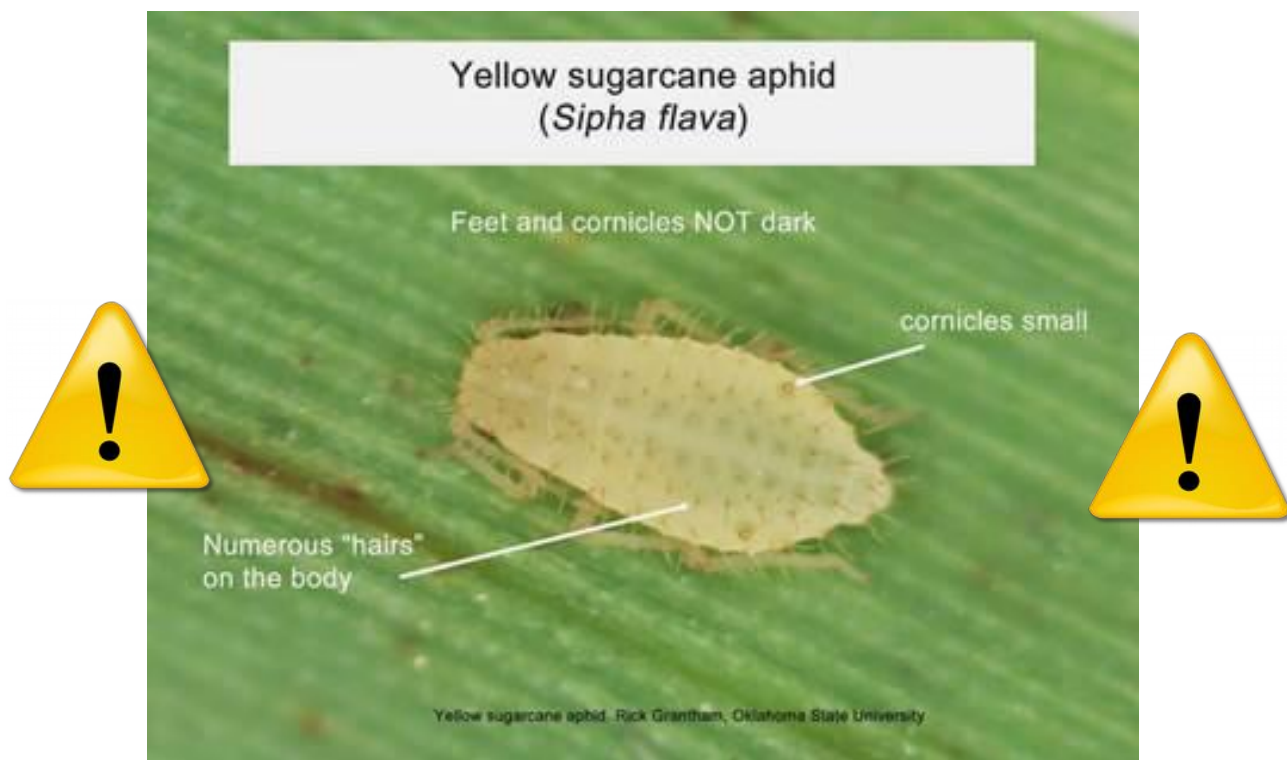 Yellow sugarcane aphid
(Sipha flava)
Feet and cornicles NOT dark
cornicles small
Numerous "hairs"
on the body
Yellow sugarcane aphid. Rick Grantham, Oklahoma State University